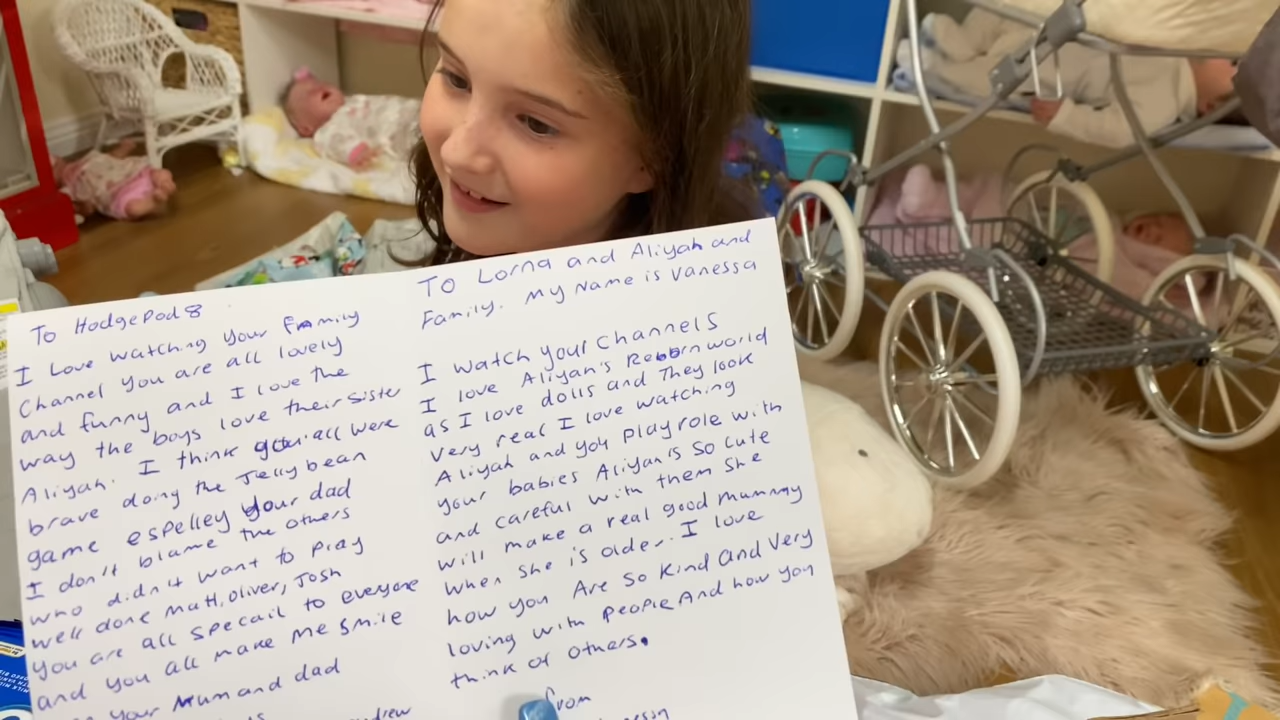 To HodgePod8
I Love watching your Family
Channel you are all lovely
and funny and I love the
way the boys love their Sister
Aliyah. I think you all were
brave doing the Jelly bean
game espelley your dad
I don't blame the others
who didn't want to play
well done Matt, Oliver, Josh
you are all specail to eveyone
and you all make me smile
your Mum and dad
To Lorna and Aliyah and
Family. My Name is Vanessa
I watch your Channels
I love Aliyah's Reborn world
as I love dolls and They look
very real I love watching
Aliyah and you playrole with
your babies Aliyah is So cute
and careful with them She
will make a real good mummy
when She is older. I love
how you Are So Kind And Very
loving with people And how you
think of others.
From